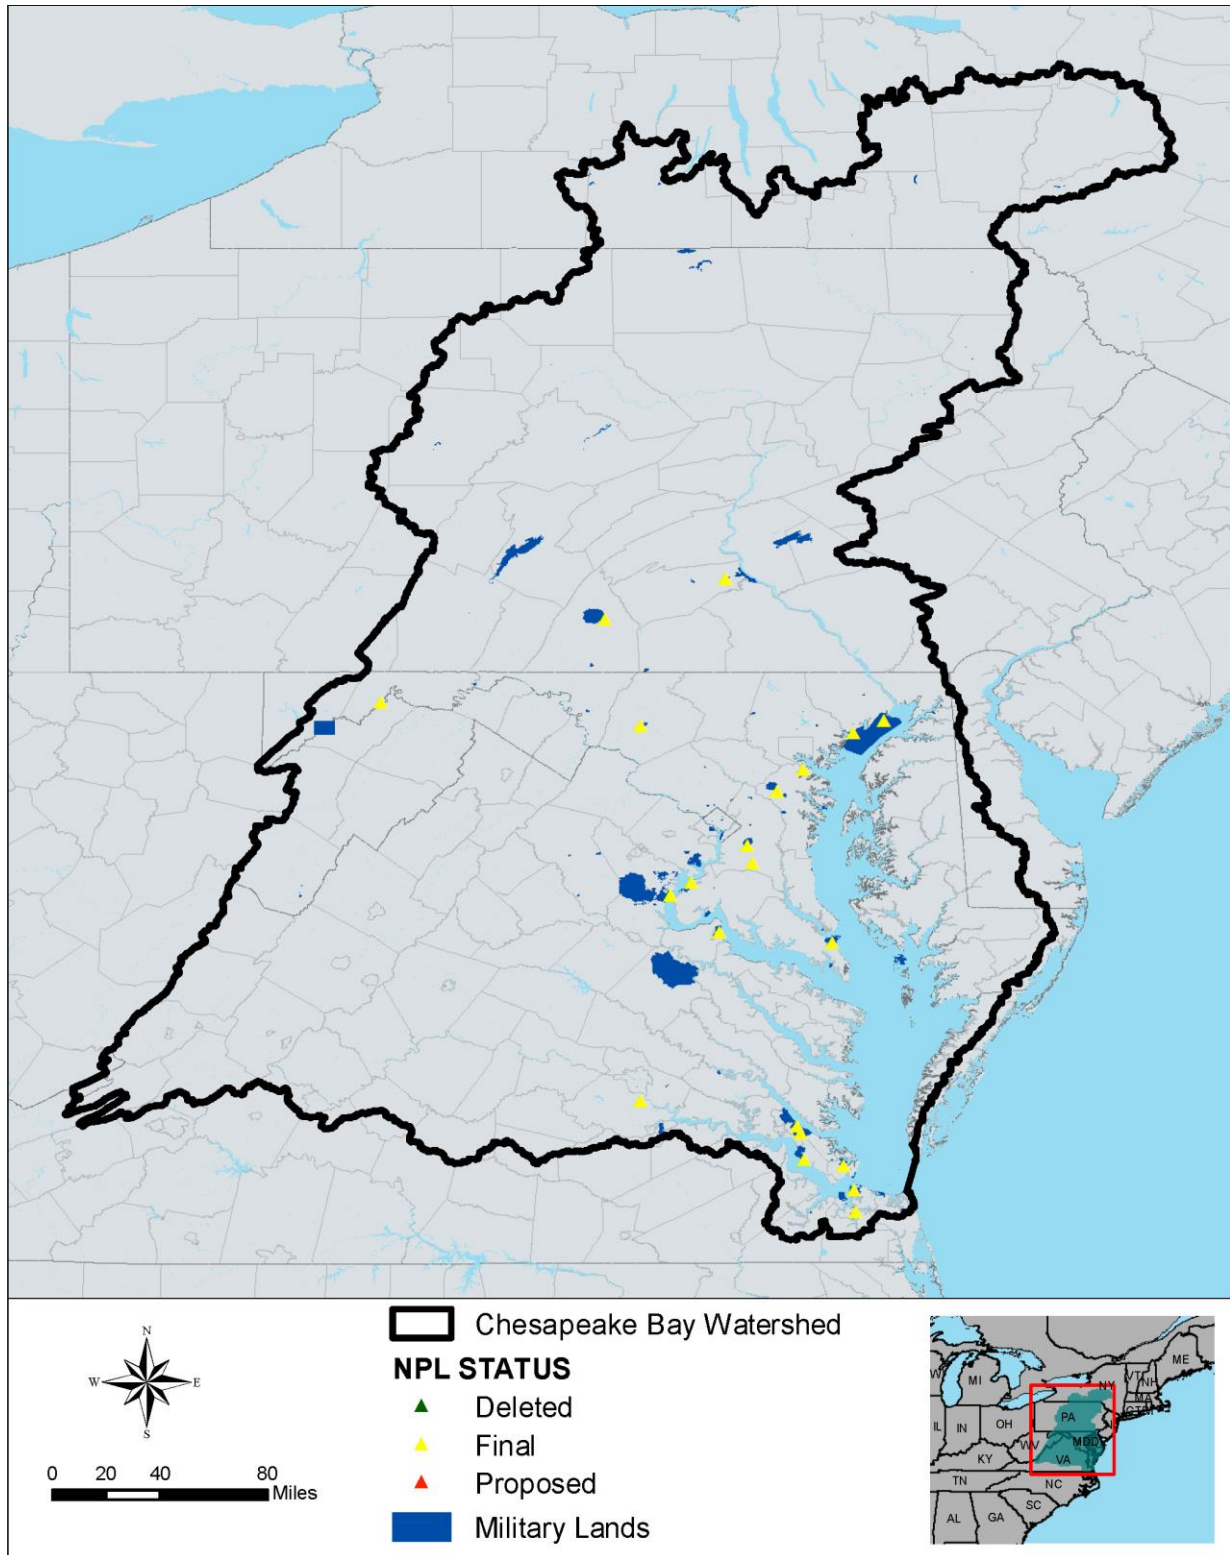 Chesapeake Bay Watershed
NPL STATUS
Deleted
Final
Proposed
Military Lands
N
W
E
S
0 20 40 80
Miles
ME
MI
NY
VT
NH
MA
CT
PA
IL
IN
OH
WV
MD
KY
VA
TN
NC
SC
AL
GA